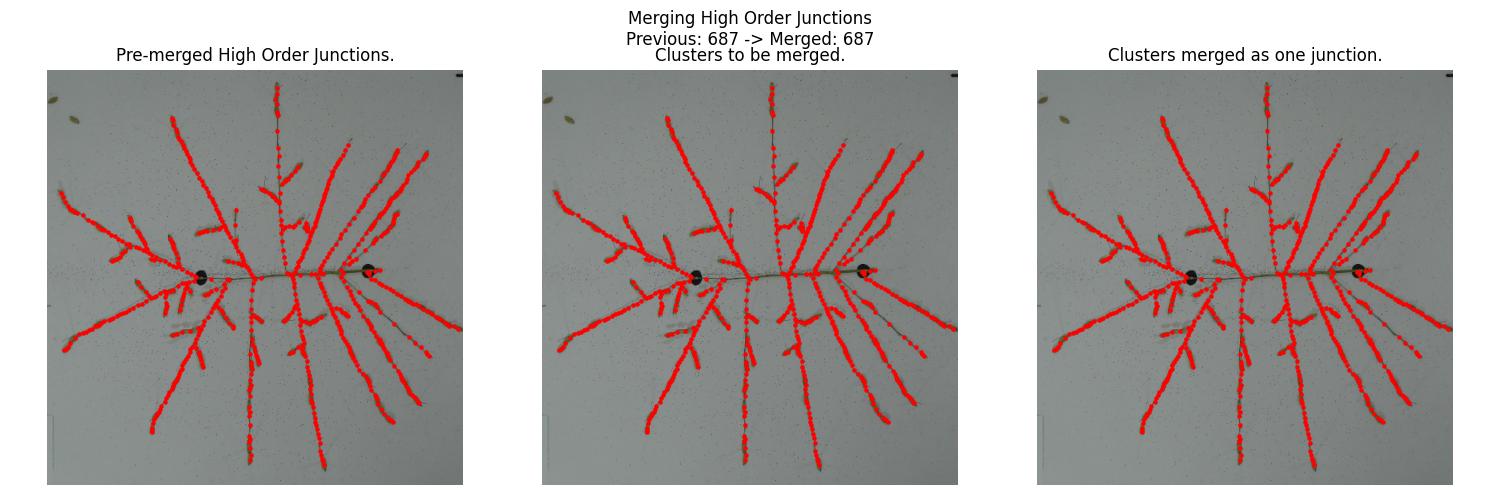 Merging High Order Junctions
Previous: 687 -> Merged: 687
Pre-merged High Order Junctions.
Clusters to be merged.
Clusters merged as one junction.